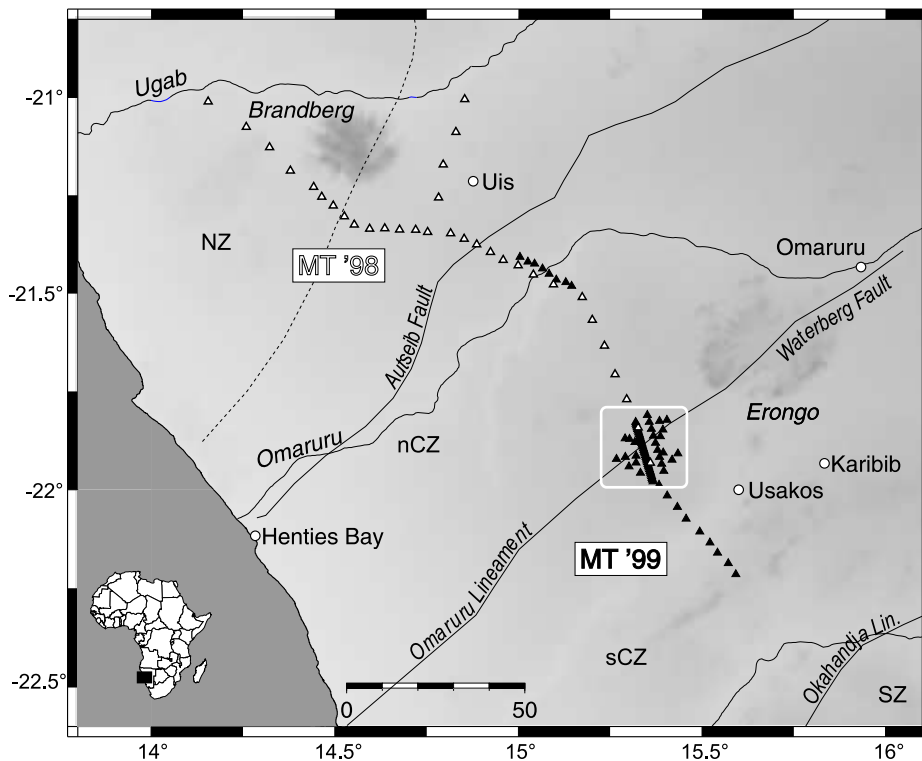 Ugab
Brandberg
-21°
Uis
NZ
MT '98
Omaruru
-21.5°
Autseib Fault
Waterberg Fault
Erongo
Omaruru
nCZ
Karibib
-22°
Usakos
Henties Bay
MT '99
Omaruru Lineament
sCZ
Okahandja Lin.
-22.5°
SZ
0
50
14°
14.5°
15°
15.5°
16°